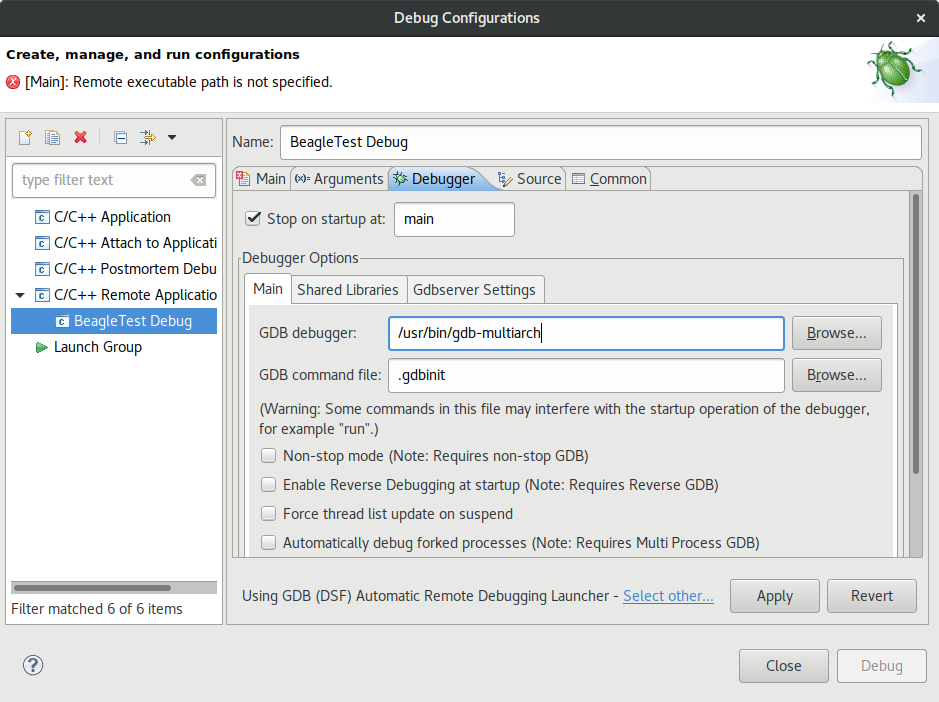 Debug Configurations
Create, manage, and run configurations
[Main]: Remote executable path is not specified.
type filter text
C/C++ Application
C/C++ Attach to Applicati
C/C++ Postmortem Debu
C/C++ Remote Applicatio
BeagleTest Debug
Launch Group
Filter matched 6 of 6 items
Name: BeagleTest Debug
Main (x)= Arguments Debugger Source Common
Stop on startup at: main
Debugger Options
Main Shared Libraries Gdbserver Settings
GDB debugger: /usr/bin/gdb-multiarch Browse...
GDB command file: .gdbinit Browse...
(Warning: Some commands in this file may interfere with the startup operation of the debugger,
for example "run".)
Non-stop mode (Note: Requires non-stop GDB)
Enable Reverse Debugging at startup (Note: Requires Reverse GDB)
Force thread list update on suspend
Automatically debug forked processes (Note: Requires Multi Process GDB)
Using GDB (DSF) Automatic Remote Debugging Launcher - Select other... Apply Revert
Close Debug